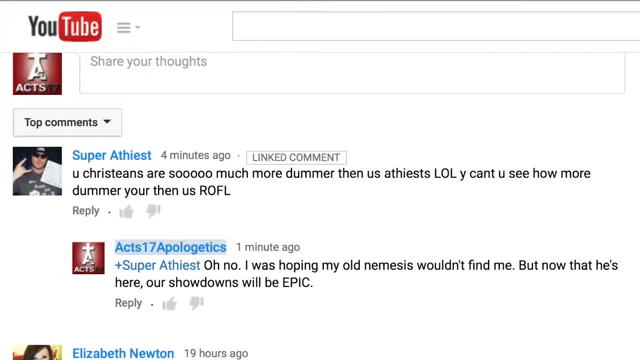 YouTube
Share your thoughts
ACTS17
Top comments
Super Athiest 4 minutes ago · LINKED COMMENT
u christeans are sooooo much more dummer then us athiests LOL y cant u see how more
dummer your then us ROFL
Reply ·
Acts17Apologetics 1 minute ago
ACTS17
+Super Athiest Oh no. I was hoping my old nemesis wouldn't find me. But now that he's
here, our showdowns will be EPIC.
Reply ·
Elizabeth Newton 19 hours ago